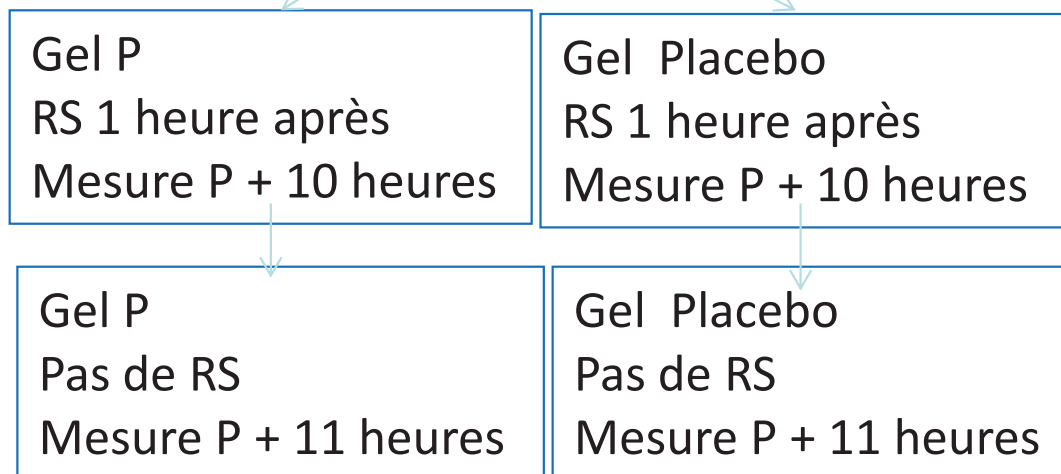 Gel P
RS 1 heure après
Mesure P + 10 heures
Gel Placebo
RS 1 heure après
Mesure P + 10 heures
Gel P
Pas de RS
Mesure P + 11 heures
Gel Placebo
Pas de RS
Mesure P + 11 heures